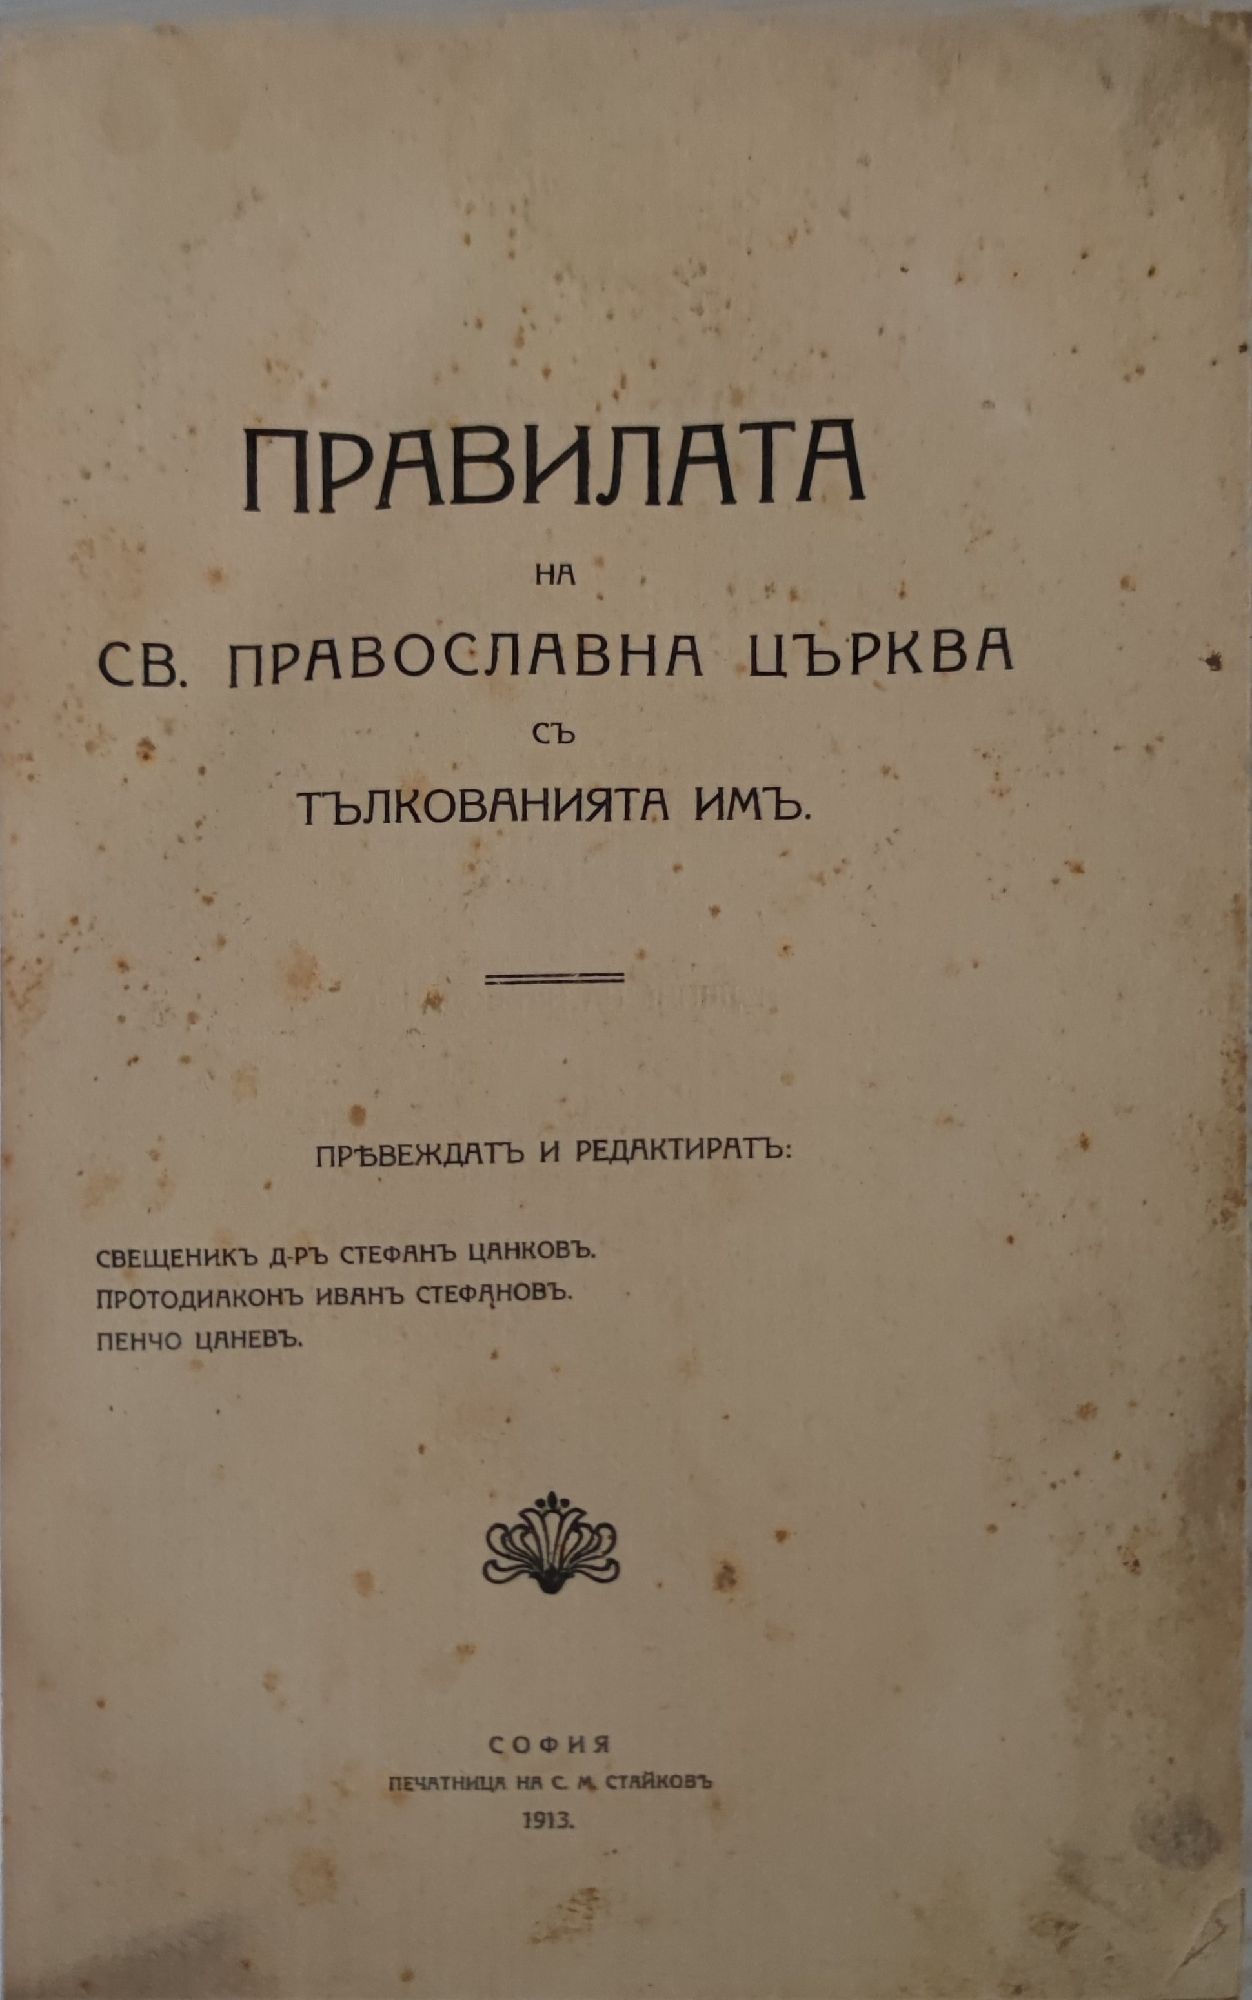 ПРАВИЛАТА
НА
СВ. ПРАВОСЛАВНА ЦЪРКВА
СЪ
ТЪЛКОВАНИЯТА ИМЪ.
ПРѢВЕЖДАТЪ И РЕДАКТИРАТЪ:
СВЕЩЕНИКЪ Д-РЪ СТЕФАНЪ ЦАНКОВЪ.
ПРОТОДИАКОНЪ ИВАНЪ СТЕФАНОВЪ.
ПЕНЧО ЦАНЕВЪ.
СОФИЯ
ПЕЧАТНИЦА НА С. М. СТАЙКОВЪ
1913.